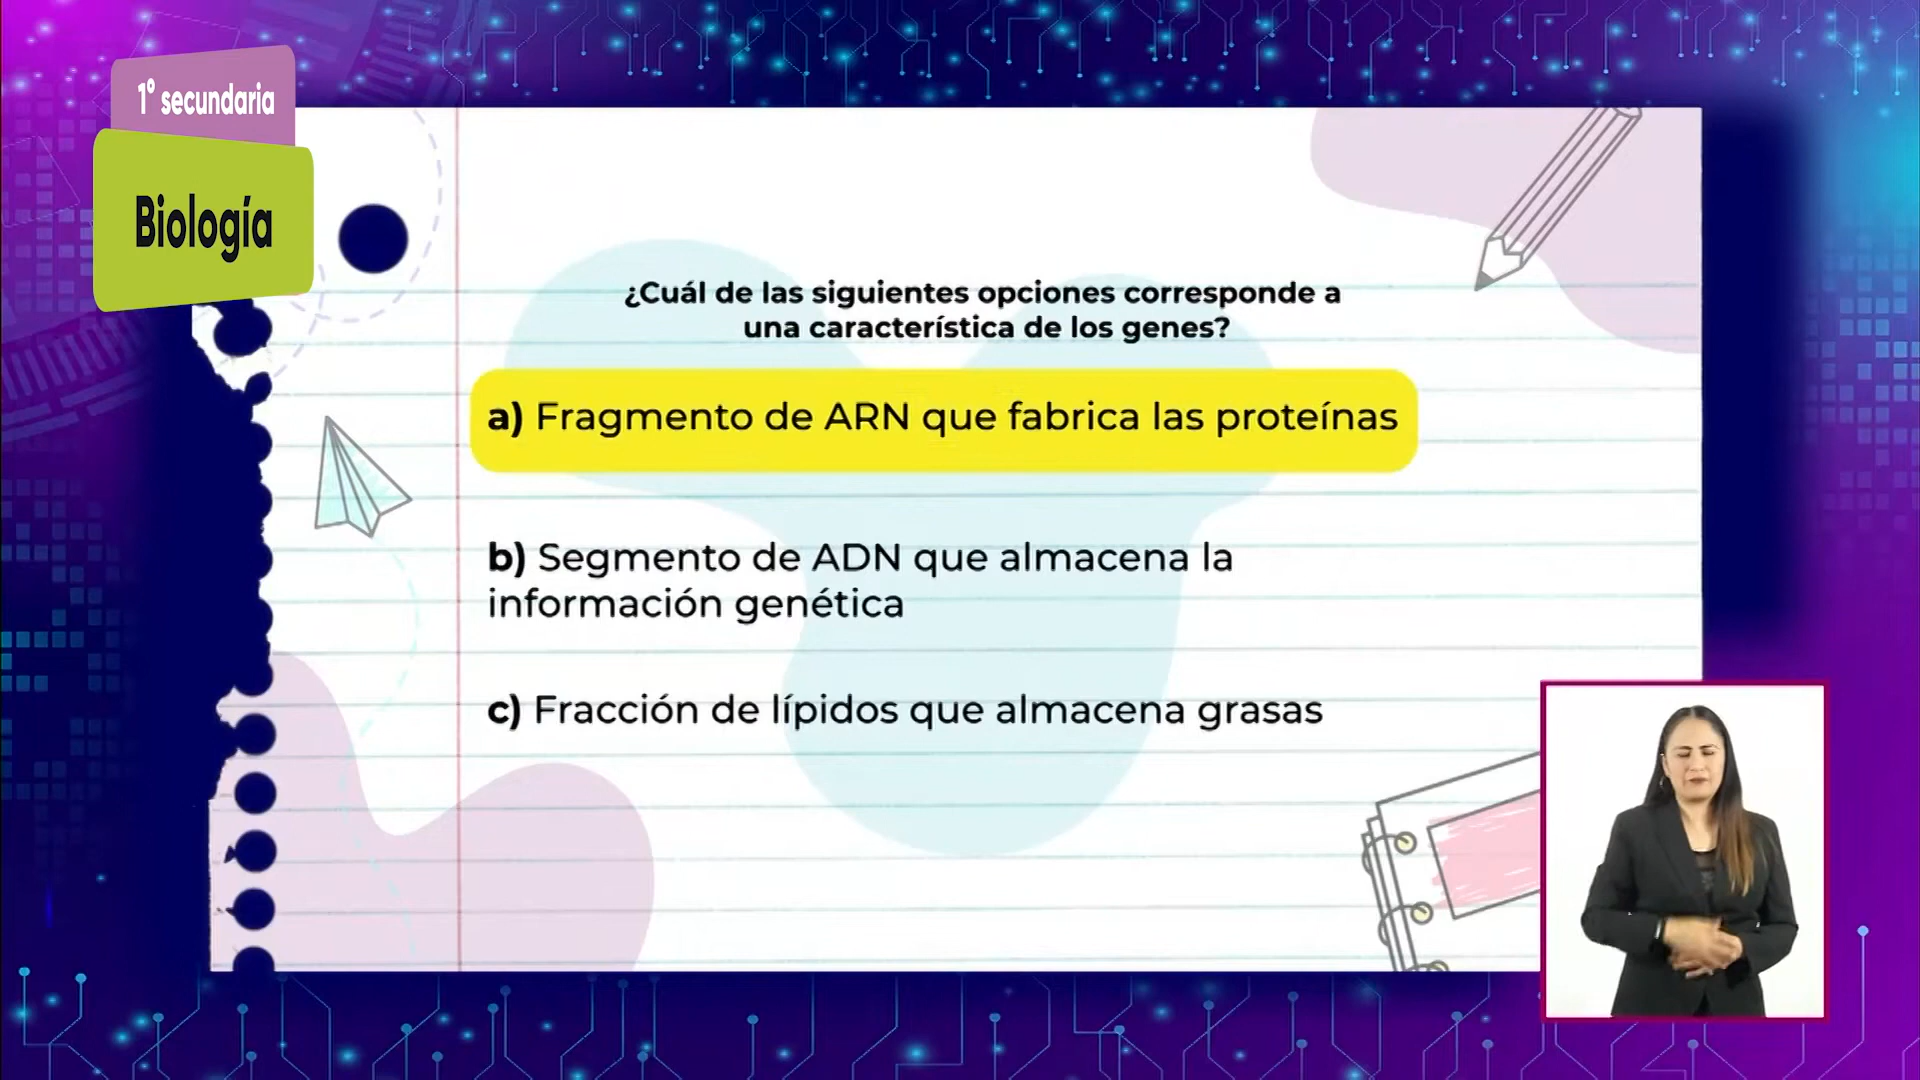 1° secundaria
Biología
¿Cuál de las siguientes opciones corresponde a
una característica de los genes?
a) Fragmento de ARN que fabrica las proteínas
b) Segmento de ADN que almacena la
información genética
c) Fracción de lípidos que almacena grasas